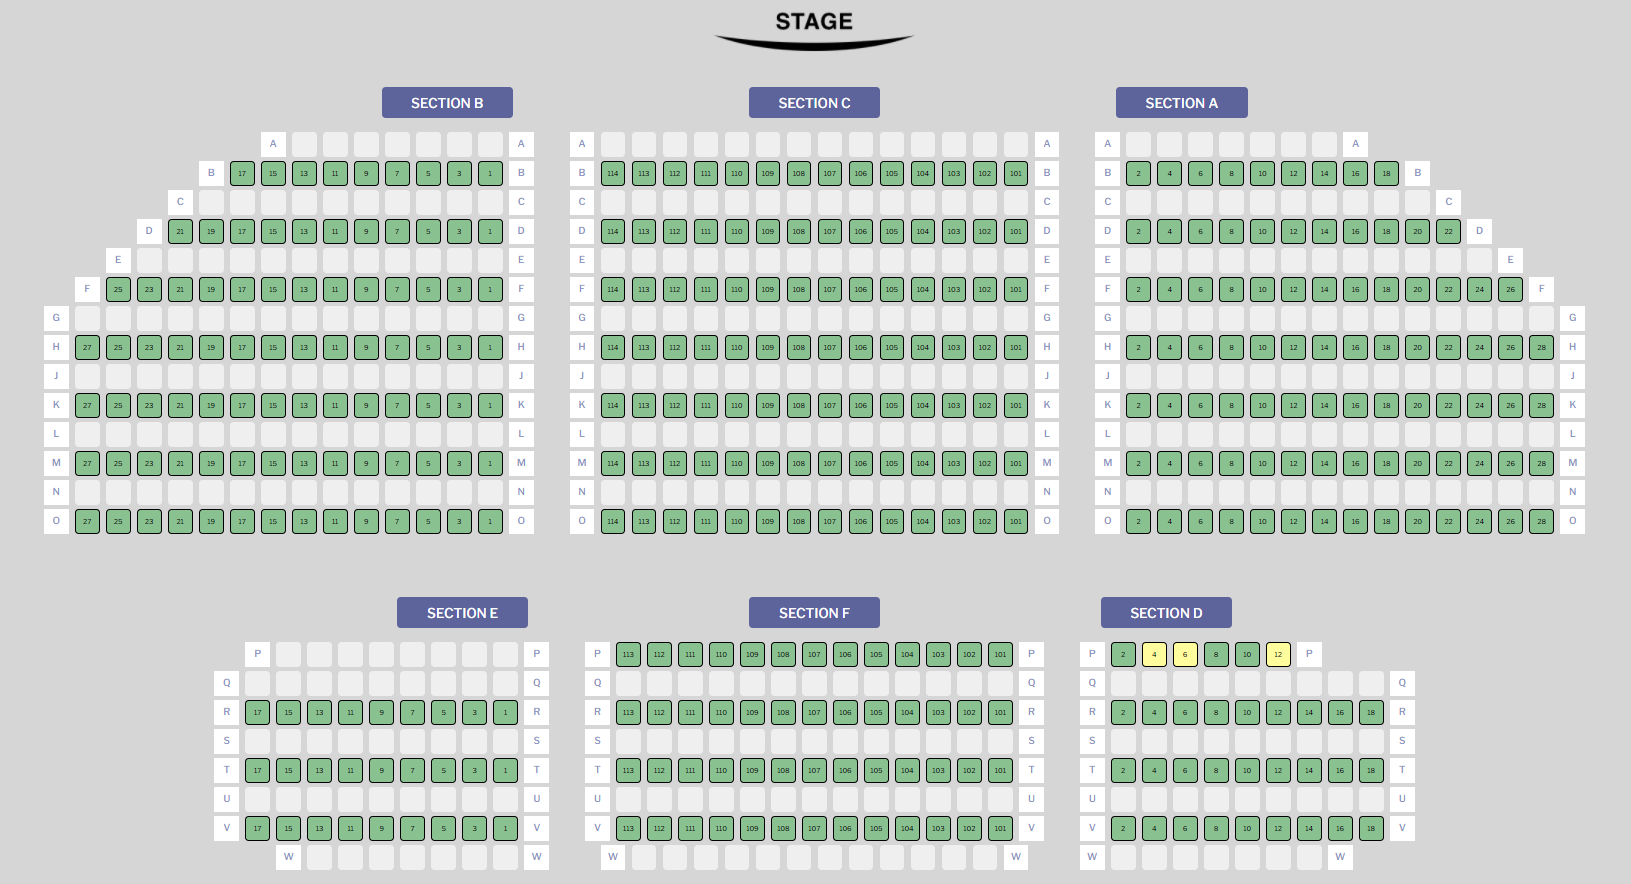 STAGE
SECTION B SECTION C SECTION A
A A A A A A
B 17 15 13 11 9 7 5 3 1 B B 114 113 112 111 110 109 108 107 106 105 104 103 102 101 B B 2 4 6 8 10 12 14 16 18 B
C C C C C C
D 21 19 17 15 13 11 9 7 5 3 1 D D 114 113 112 111 110 109 108 107 106 105 104 103 102 101 D D 2 4 6 8 10 12 14 16 18 20 22 D
E E E E E E
F 25 23 21 19 17 15 13 11 9 7 5 3 1 F F 114 113 112 111 110 109 108 107 106 105 104 103 102 101 F F 2 4 6 8 10 12 14 16 18 20 22 24 26 F
G G G G G G
H 27 25 23 21 19 17 15 13 11 9 7 5 3 1 H H 114 113 112 111 110 109 108 107 106 105 104 103 102 101 H H 2 4 6 8 10 12 14 16 18 20 22 24 26 28 H
J J J J J J
K 27 25 23 21 19 17 15 13 11 9 7 5 3 1 K K 114 113 112 111 110 109 108 107 106 105 104 103 102 101 K K 2 4 6 8 10 12 14 16 18 20 22 24 26 28 K
L L L L L L
M 27 25 23 21 19 17 15 13 11 9 7 5 3 1 M M 114 113 112 111 110 109 108 107 106 105 104 103 102 101 M M 2 4 6 8 10 12 14 16 18 20 22 24 26 28 M
N N N N N N
O 27 25 23 21 19 17 15 13 11 9 7 5 3 1 O O 114 113 112 111 110 109 108 107 106 105 104 103 102 101 O O 2 4 6 8 10 12 14 16 18 20 22 24 26 28 O
SECTION E SECTION F SECTION D
P P P 113 112 111 110 109 108 107 106 105 104 103 102 101 P P 2 4 6 8 10 12 P
Q Q Q Q Q Q
R 17 15 13 11 9 7 5 3 1 R R 113 112 111 110 109 108 107 106 105 104 103 102 101 R R 2 4 6 8 10 12 14 16 18 R
S S S S S S
T 17 15 13 11 9 7 5 3 1 T T 113 112 111 110 109 108 107 106 105 104 103 102 101 T T 2 4 6 8 10 12 14 16 18 T
U U U U U U
V 17 15 13 11 9 7 5 3 1 V V 113 112 111 110 109 108 107 106 105 104 103 102 101 V V 2 4 6 8 10 12 14 16 18 V
W W W W W W